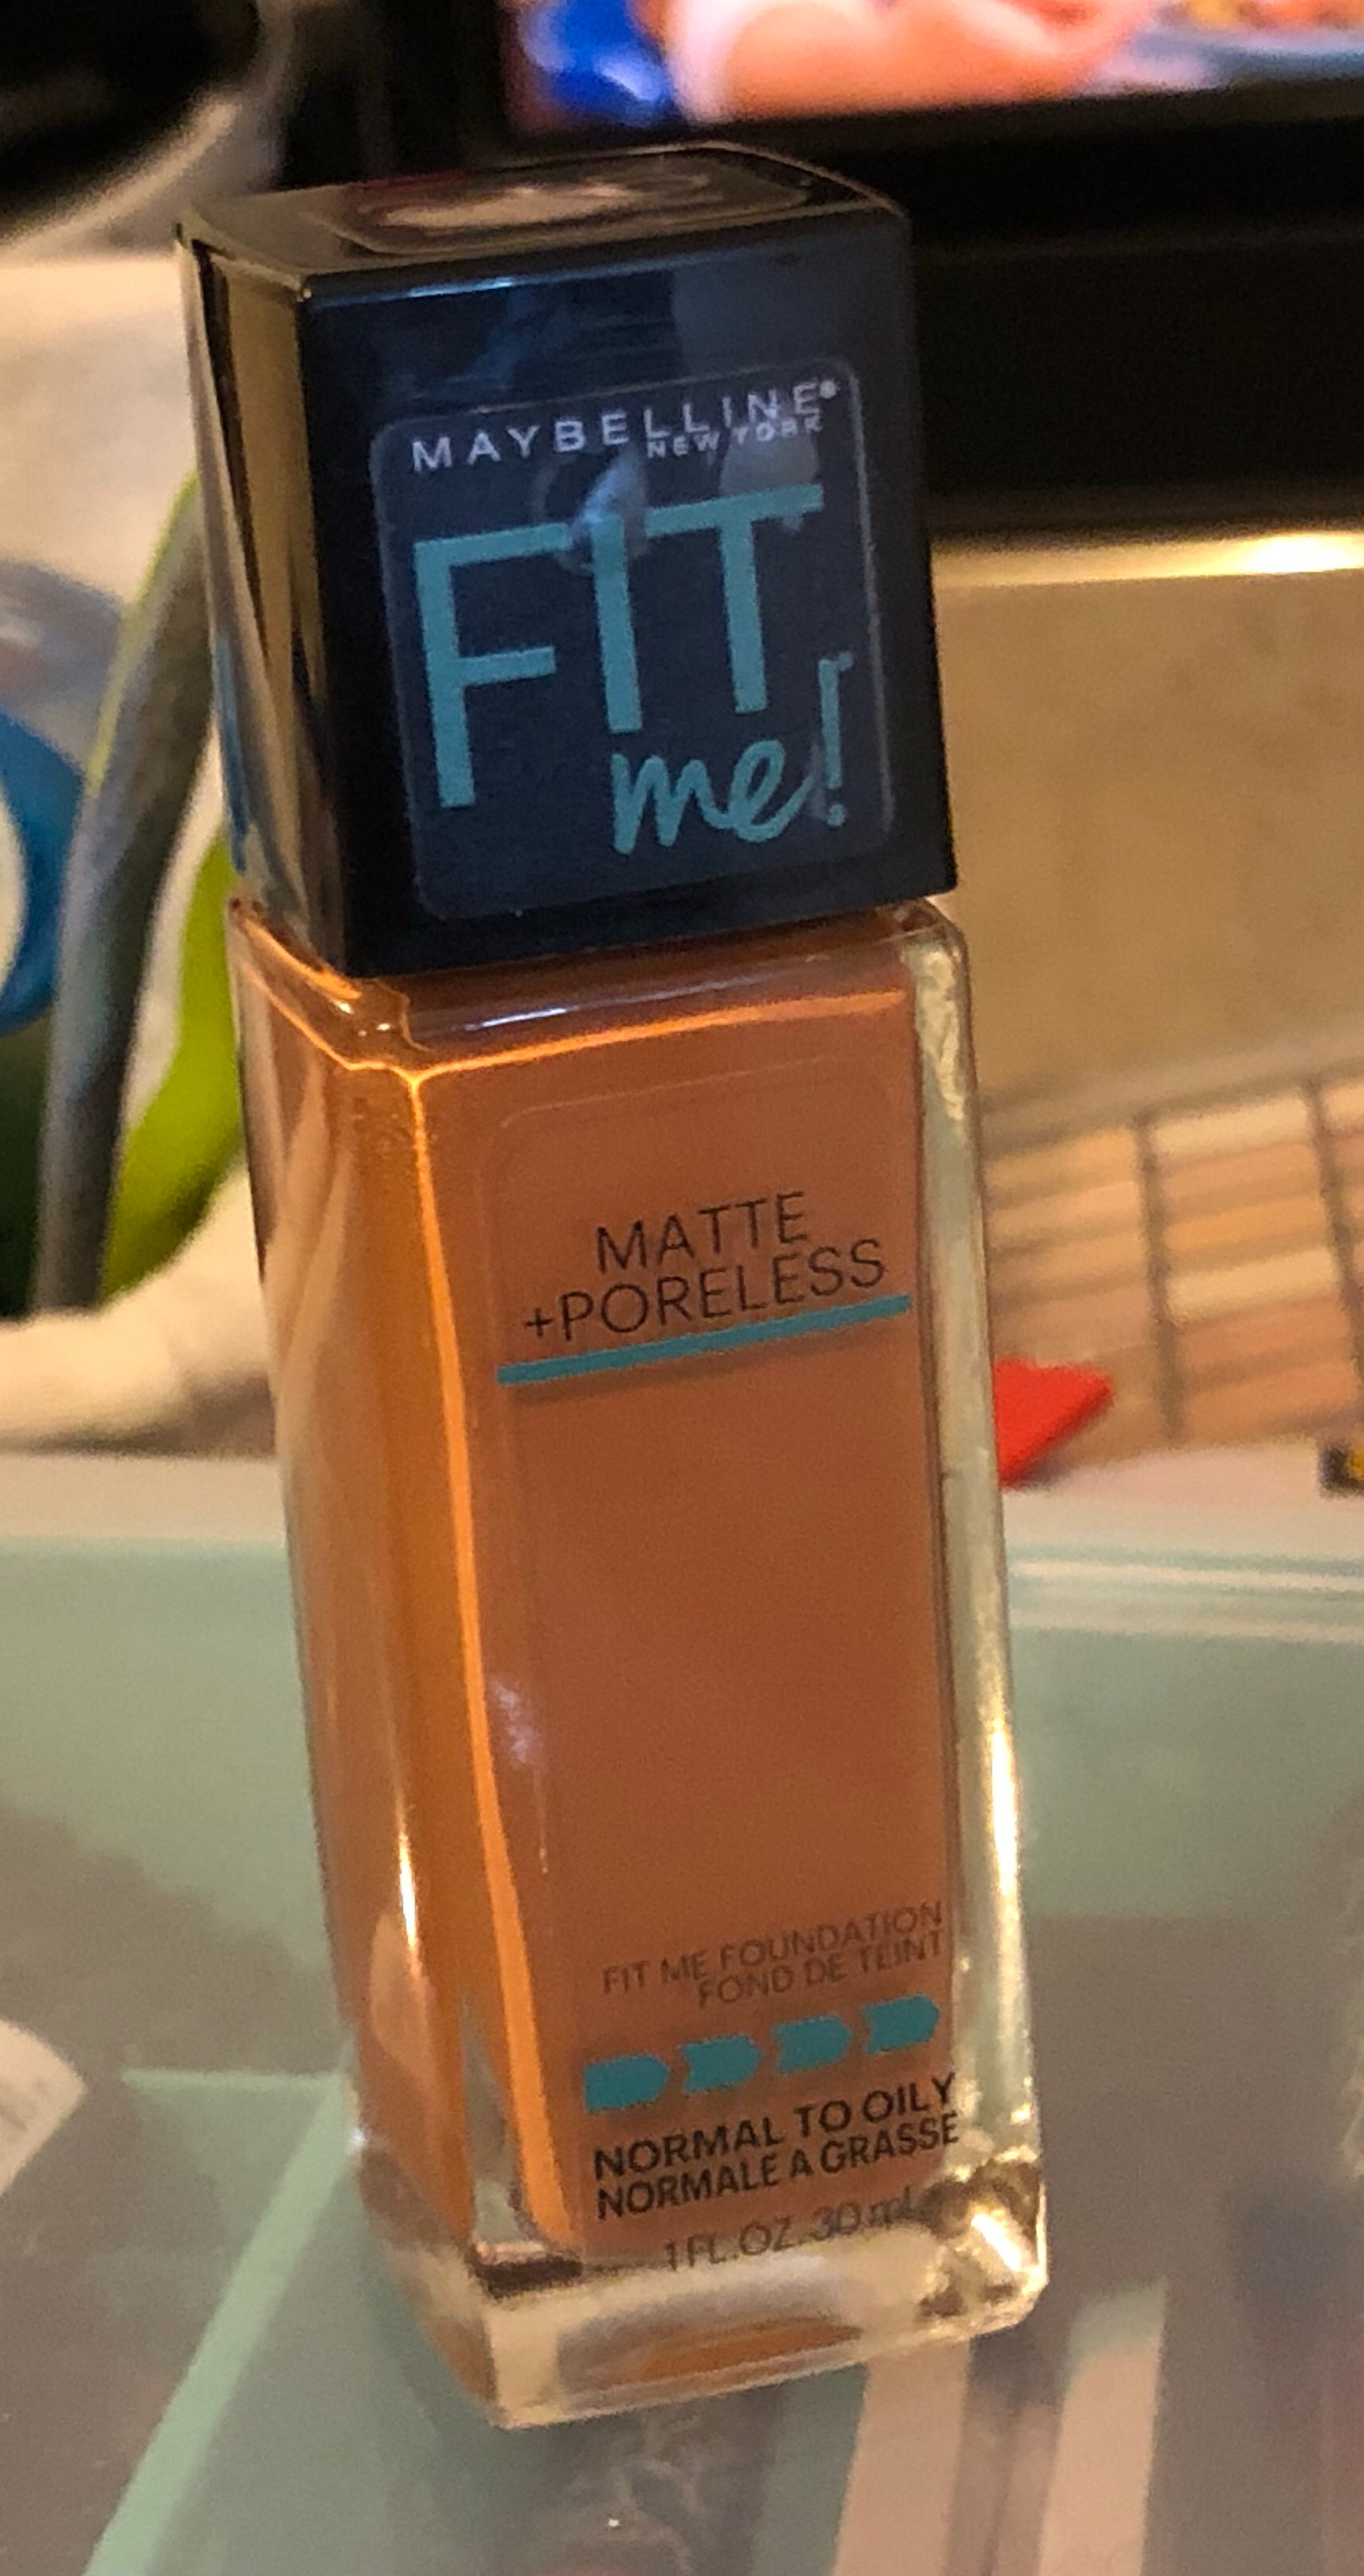 MAYBELLINE®
NEW YORK
FIT
me!
MATTE
+PORELESS
FIT ME FOUNDATION
FOND DE TEINT
NORMAL TO OILY
NORMALE A GRASSE
1 FL.OZ. 30 mL